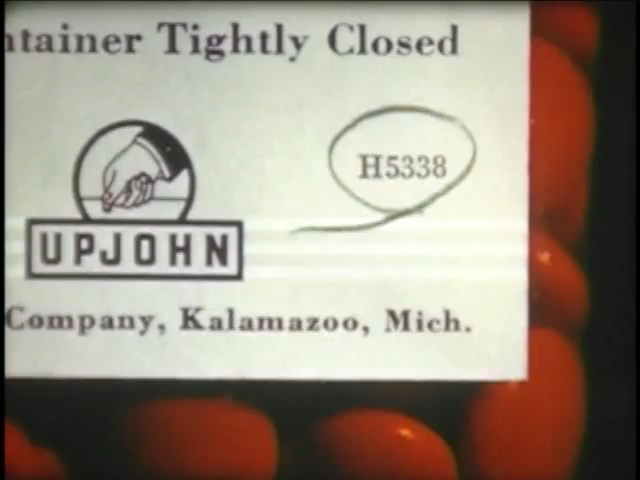 ntainer Tightly Closed
H5338
UPJOHN
Company, Kalamazoo, Mich.